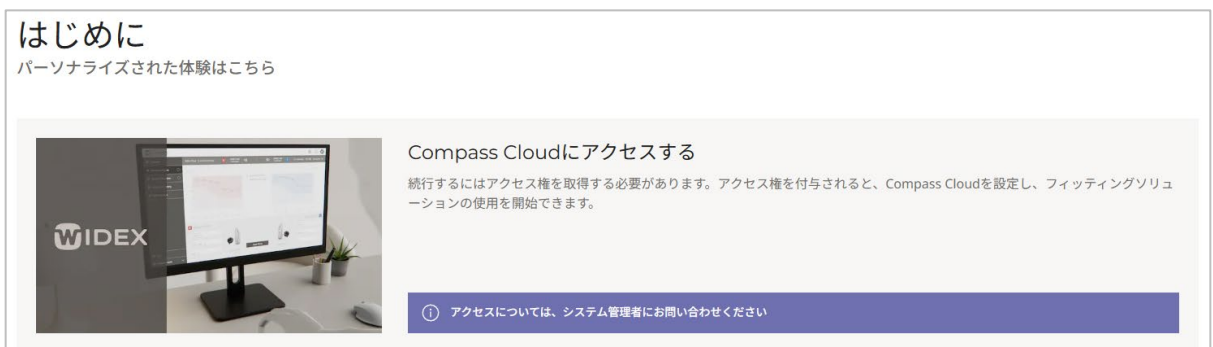 はじめに
パーソナライズされた体験はこちら
WIDEX
Compass Cloudにアクセスする
続行するにはアクセス権を取得する必要があります。アクセス権を付与されると、Compass Cloudを設定し、フィッティングソリュ
ーションの使用を開始できます。
アクセスについては、システム管理者にお問い合わせください